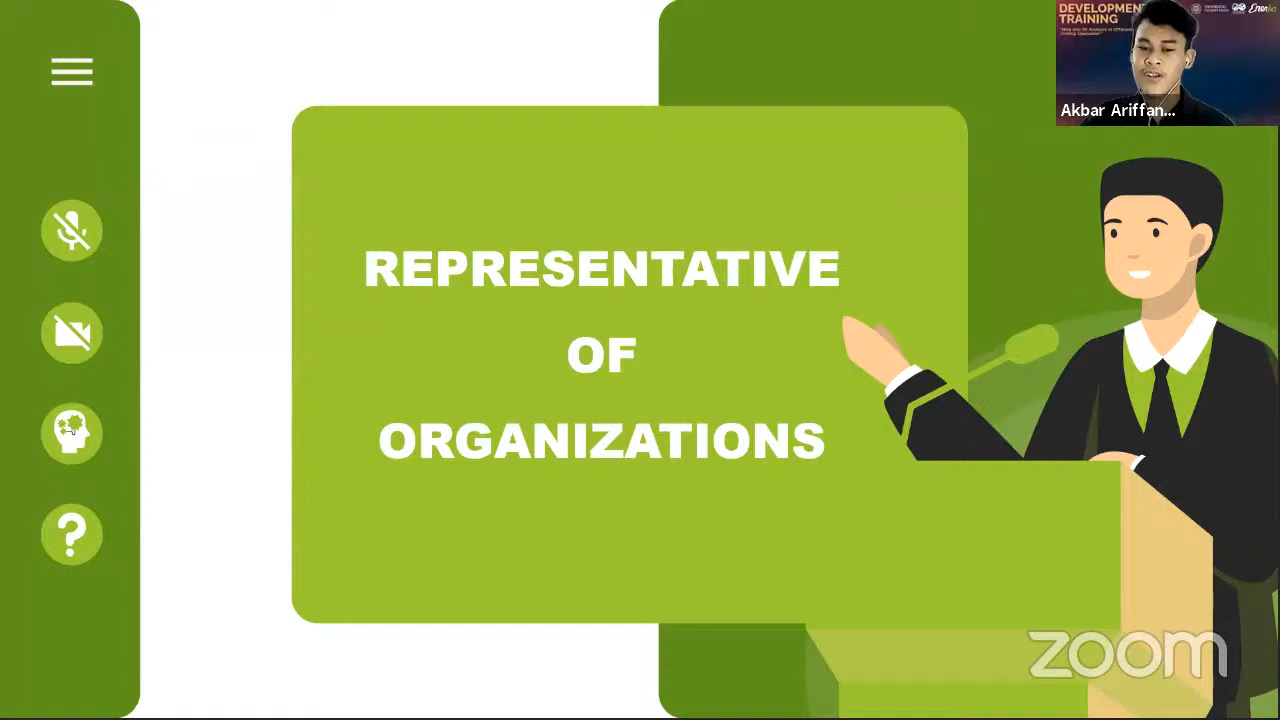 REPRESENTATIVE
OF
ORGANIZATIONS
DEVELOPMENT
TRAINING
Akbar Ariffan...
zoom